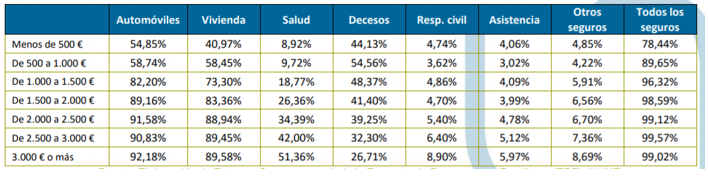 Automóviles Vivienda Salud Decesos Resp. civil Asistencia Otros seguros Todos los seguros
Menos de 500 € 54,85% 40,97% 8,92% 44,13% 4,74% 4,06% 4,85% 78,44%
De 500 a 1.000 € 58,74% 58,45% 9,72% 54,56% 3,62% 3,02% 4,22% 89,65%
De 1.000 a 1.500 € 82,20% 73,30% 18,77% 48,37% 4,86% 4,09% 5,91% 96,32%
De 1.500 a 2.000 € 89,16% 83,36% 26,36% 41,40% 4,70% 3,99% 6,56% 98,59%
De 2.000 a 2.500 € 91,58% 88,94% 34,39% 39,25% 5,40% 4,78% 6,70% 99,12%
De 2.500 a 3.000 € 90,83% 89,45% 42,00% 32,30% 6,40% 5,12% 7,36% 99,57%
3.000 € o más 92,18% 89,58% 51,36% 26,71% 8,90% 5,97% 8,69% 99,02%